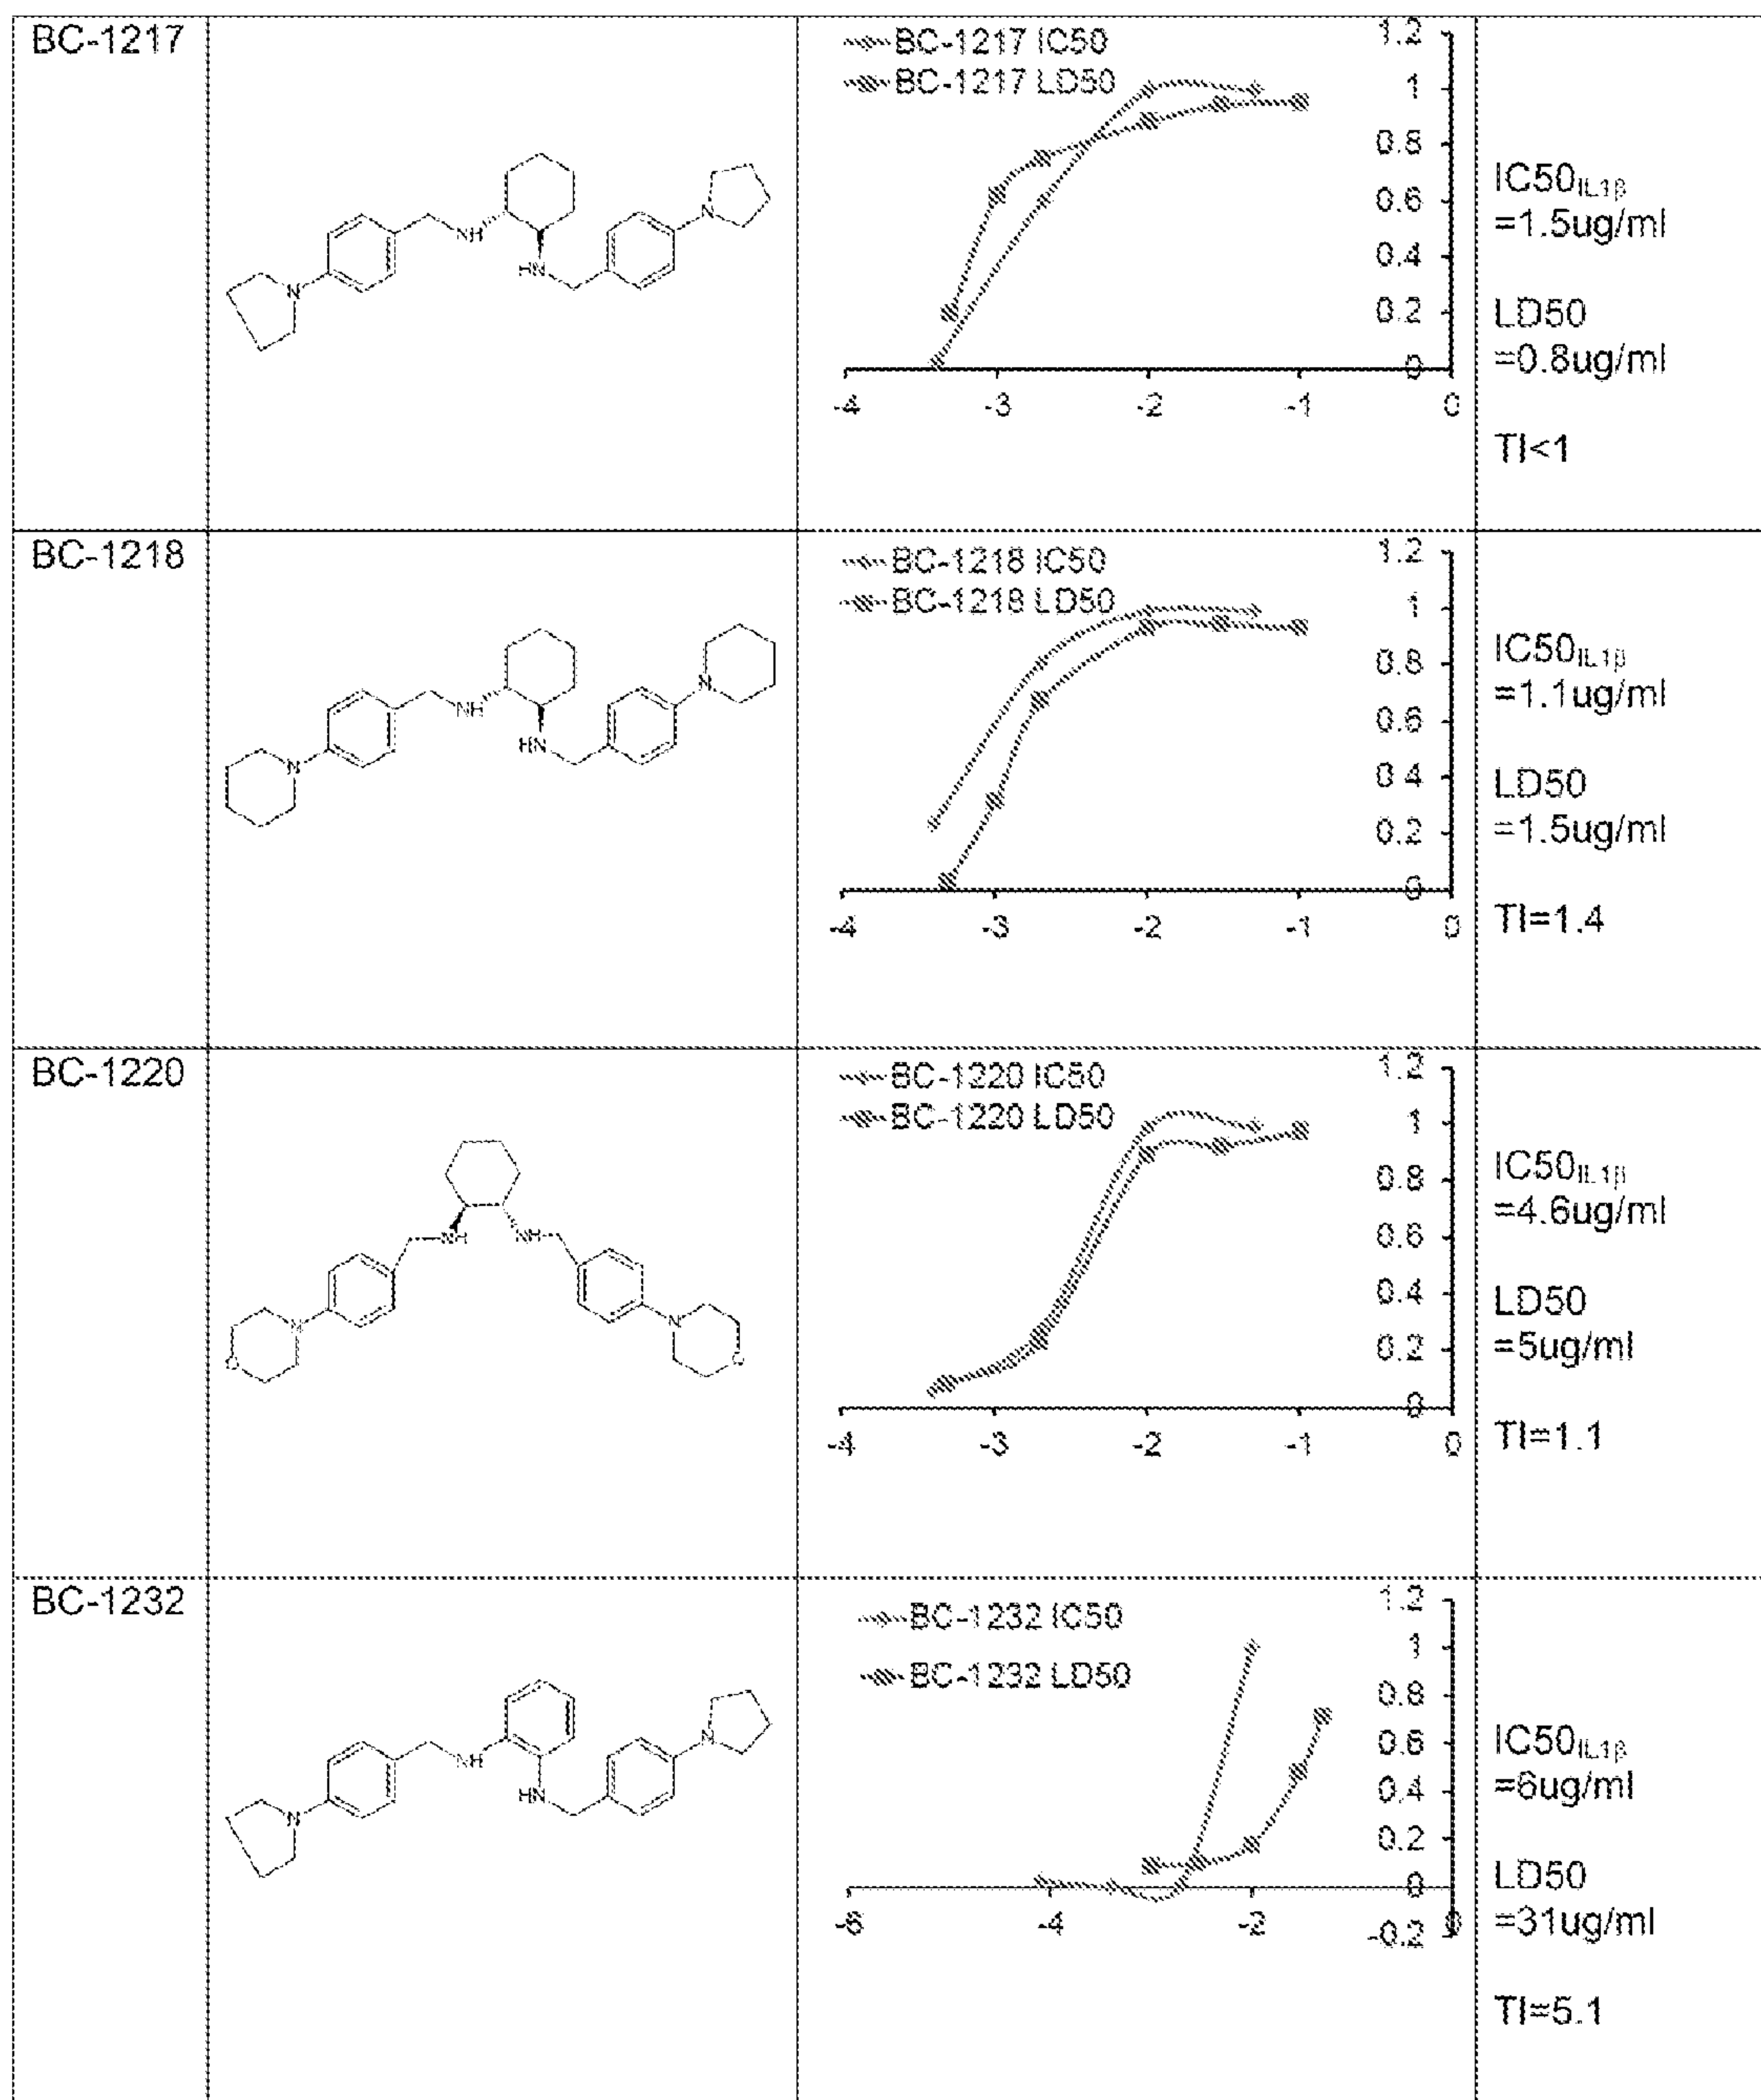 BC-1217
NH
HN
N
N
BC-1217 IC50
BC-1217 LD50
1.2
1
0.8
0.6
0.4
0.2
0
-4 -3 -2 -1 0
IC50IL1β
=1.5ug/ml
LD50
=0.8ug/ml
TI<1
BC-1218
N
NH
HN
N
BC-1218 IC50
BC-1218 LD50
1.2
1
0.8
0.6
0.4
0.2
0
-4 -3 -2 -1 0
IC50IL1β
=1.1ug/ml
LD50
=1.5ug/ml
TI=1.4
BC-1220
NH NH
N N
O O
BC-1220 IC50
BC-1220 LD50
1.2
1
0.8
0.6
0.4
0.2
0
-4 -3 -2 -1 0
IC50IL1β
=4.6ug/ml
LD50
=5ug/ml
TI=1.1
BC-1232
N
NH
HN
N
BC-1232 IC50
BC-1232 LD50
1.2
1
0.8
0.6
0.4
0.2
0
-0.2
-6 -4 -2 0
IC50IL1β
=6ug/ml
LD50
=31ug/ml
TI=5.1